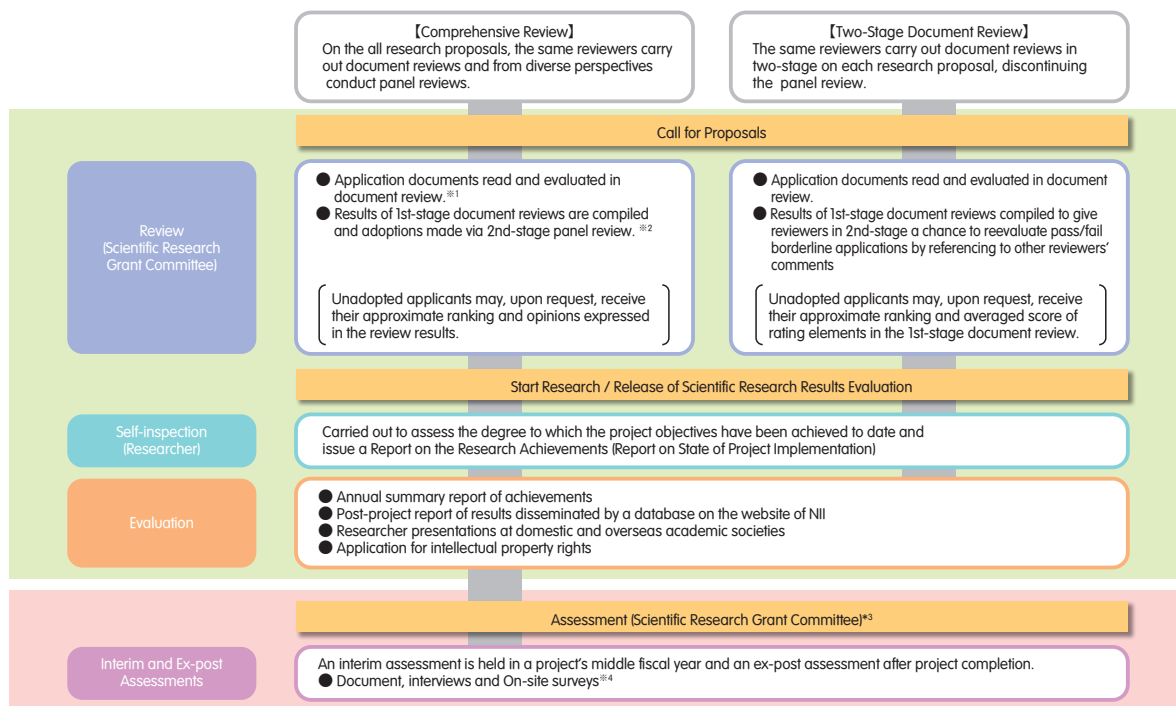 【Comprehensive Review】
On the all research proposals, the same reviewers carry
out document reviews and from diverse perspectives
conduct panel reviews.
【Two-Stage Document Review】
The same reviewers carry out document reviews in
two-stage on each research proposal, discontinuing
the panel review.
Call for Proposals
Review
(Scientific Research
Grant Committee)
● Application documents read and evaluated in
document review.※1
● Results of 1st-stage document reviews are compiled
and adoptions made via 2nd-stage panel review. ※2
Unadopted applicants may, upon request, receive
their approximate ranking and opinions expressed
in the review results.
● Application documents read and evaluated in document
review.
● Results of 1st-stage document reviews compiled to give
reviewers in 2nd-stage a chance to reevaluate pass/fail
borderline applications by referencing to other reviewers'
comments
Unadopted applicants may, upon request, receive
their approximate ranking and averaged score of
rating elements in the 1st-stage document review.
Start Research / Release of Scientific Research Results Evaluation
Self-inspection
(Researcher)
Carried out to assess the degree to which the project objectives have been achieved to date and
issue a Report on the Research Achievements (Report on State of Project Implementation)
Evaluation
● Annual summary report of achievements
● Post-project report of results disseminated by a database on the website of NII
● Researcher presentations at domestic and overseas academic societies
● Application for intellectual property rights
Assessment (Scientific Research Grant Committee)*3
Interim and Ex-post
Assessments
An interim assessment is held in a project's middle fiscal year and an ex-post assessment after project completion.
● Document, interviews and On-site surveys※4